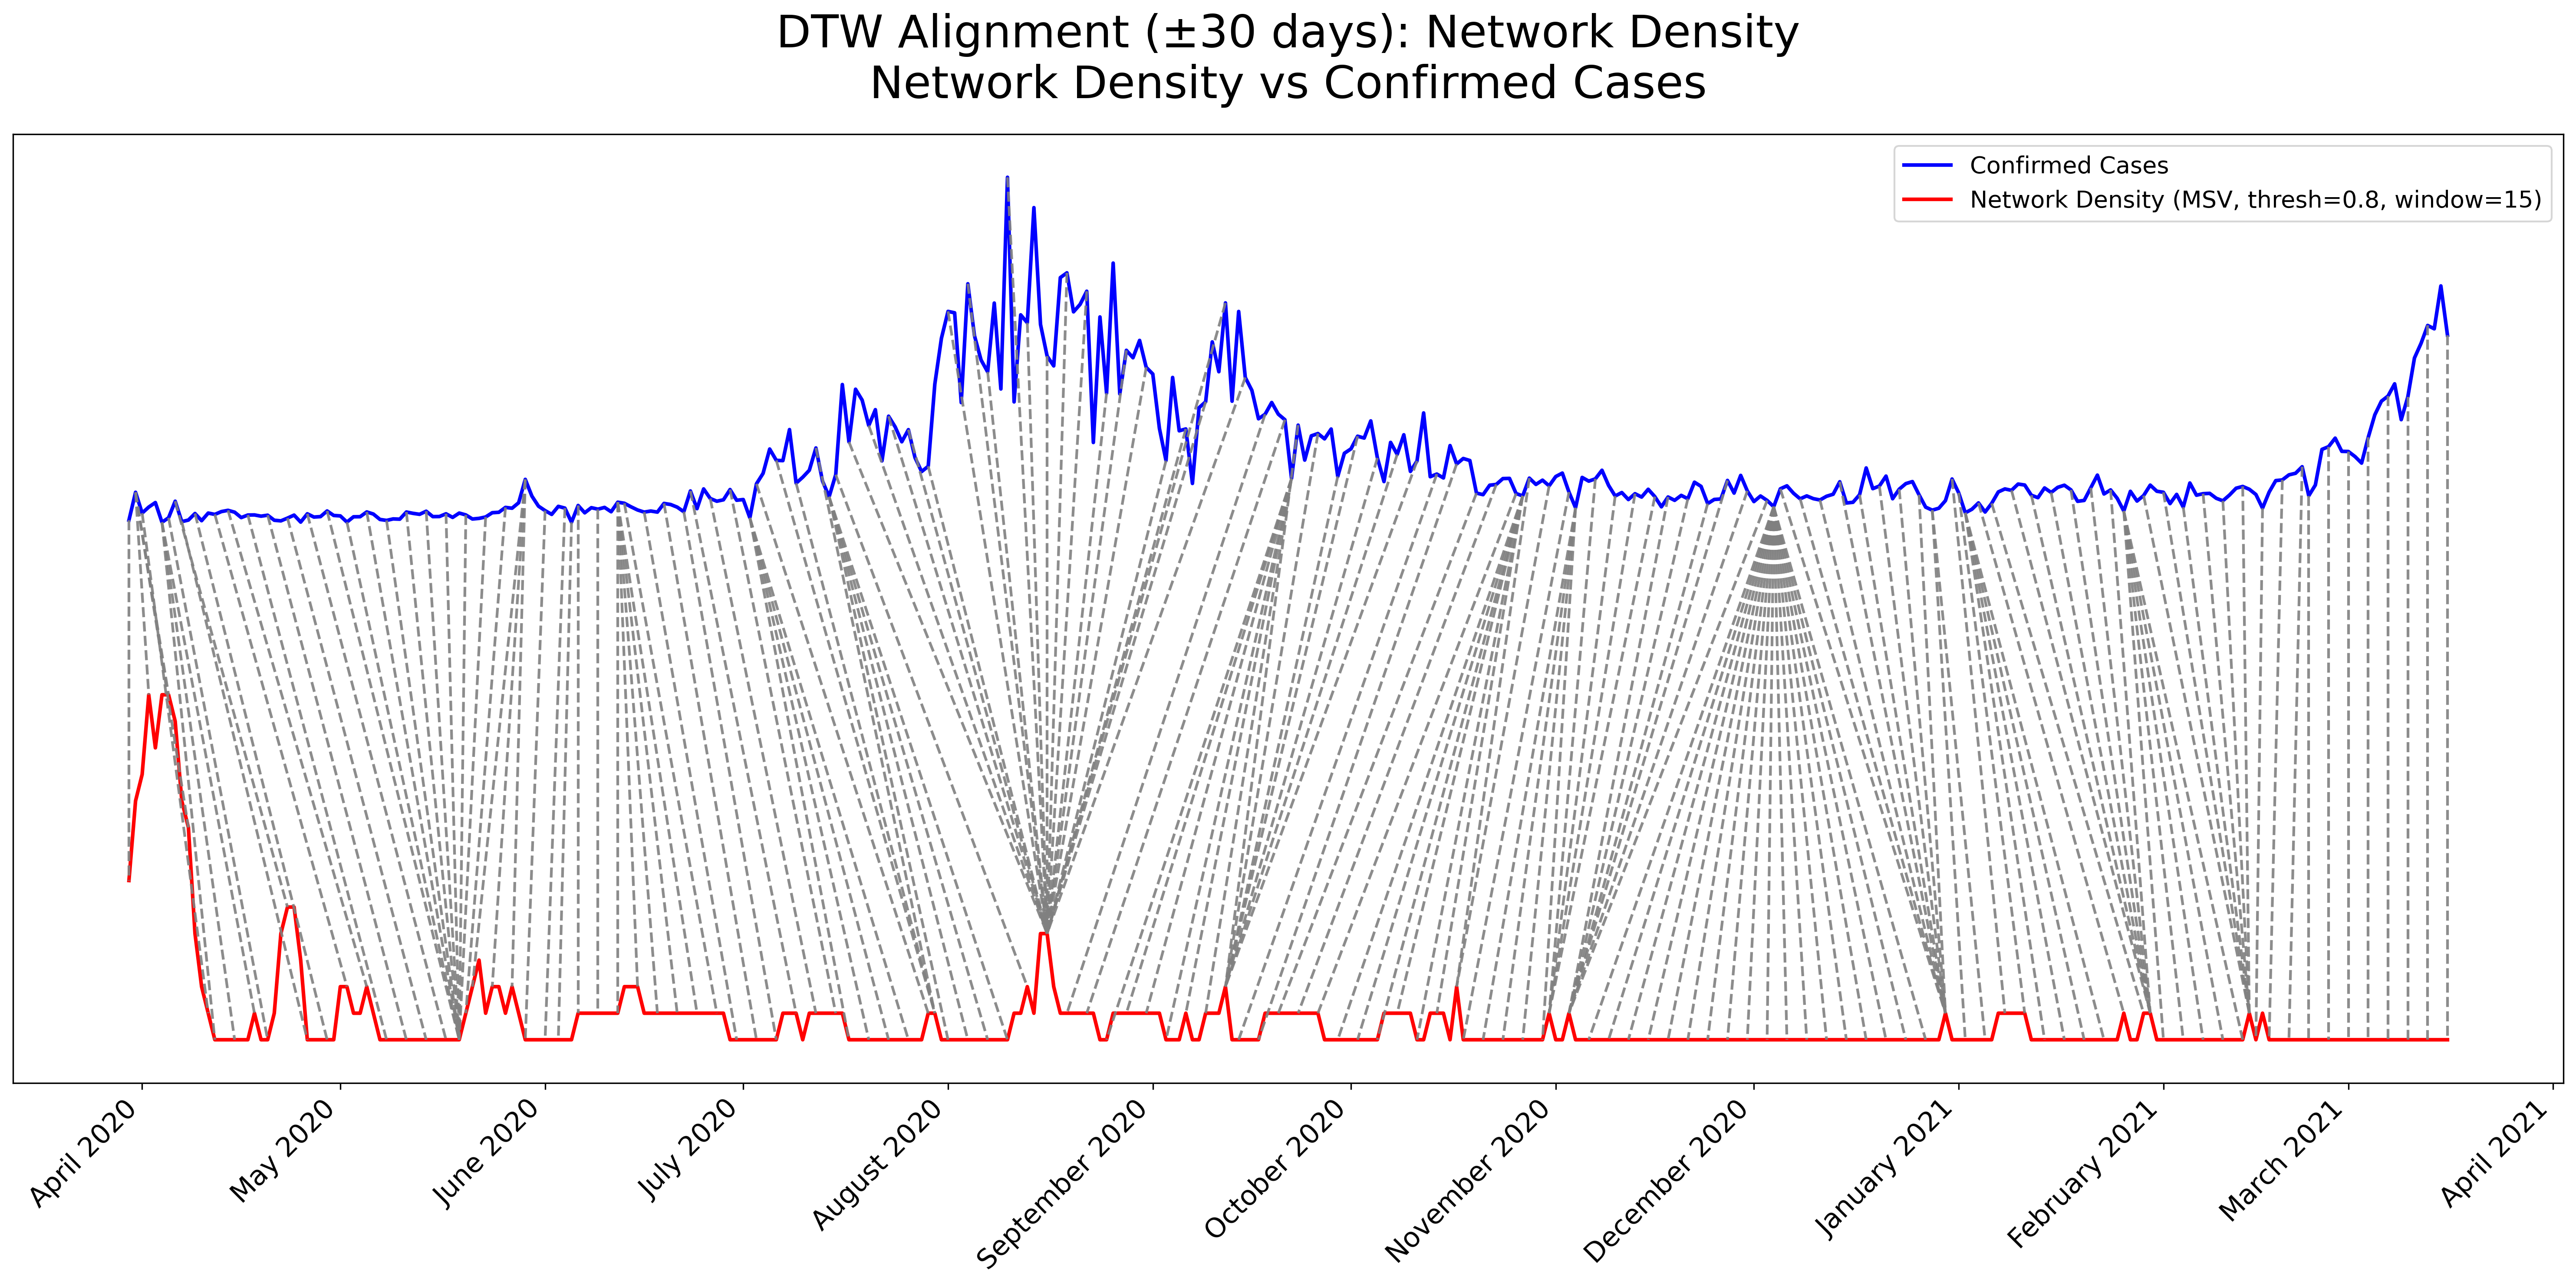 DTW Alignment (±30 days): Network Density
Network Density vs Confirmed Cases
Confirmed Cases
Network Density (MSV, thresh=0.8, window=15)
April 2020
May 2020
June 2020
July 2020
August 2020
September 2020
October 2020
November 2020
December 2020
January 2021
February 2021
March 2021
April 2021